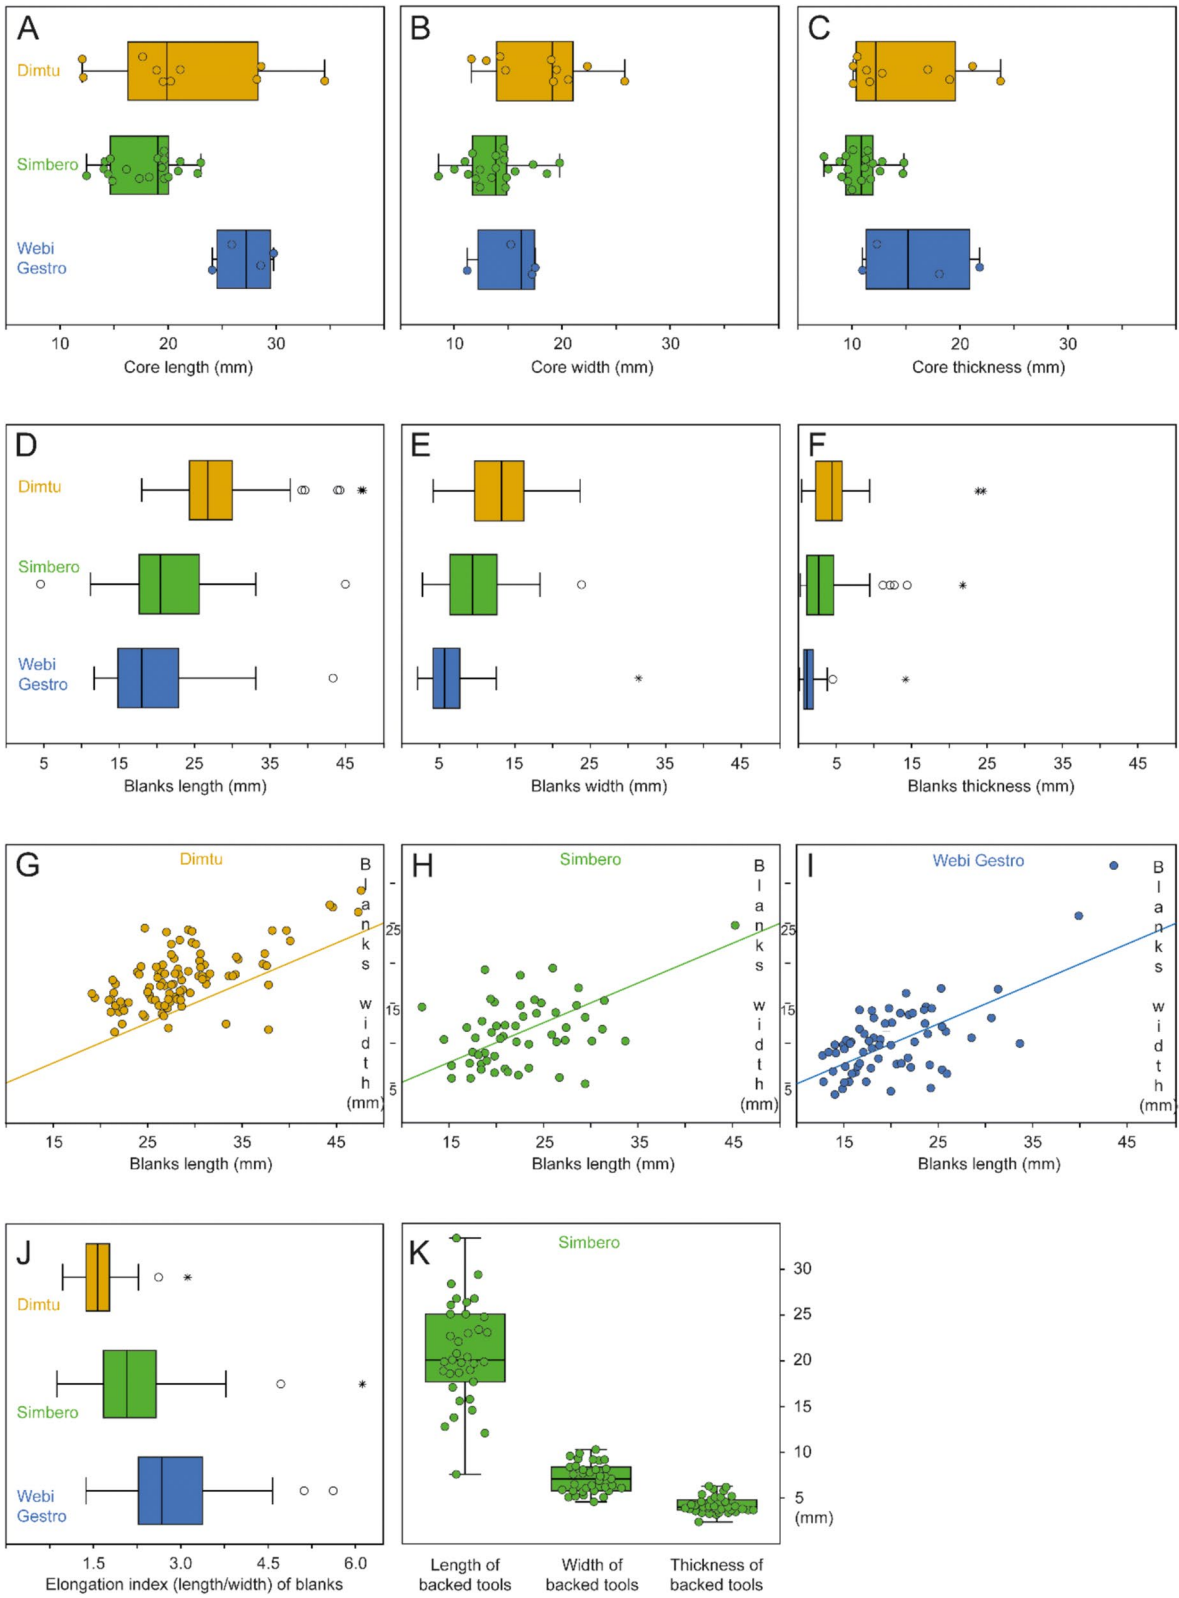 A
B
C
Dimtu
Simbero
Webi
Gestro
10 20 30
10 20 30
10 20 30
Core length (mm)
Core width (mm)
Core thickness (mm)
D
E
F
Dimtu
Simbero
Webi
Gestro
5 15 25 35 45
5 15 25 35 45
5 15 25 35 45
Blanks length (mm)
Blanks width (mm)
Blanks thickness (mm)
G
Dimtu
Blanks width (mm)
25
15
5
15 25 35 45
Blanks length (mm)
H
Simbero
Blanks width (mm)
25
15
5
15 25 35 45
Blanks length (mm)
I
Webi Gestro
Blanks width (mm)
15 25 35 45
Blanks length (mm)
J
Dimtu
Simbero
Webi
Gestro
1.5 3.0 4.5 6.0
Elongation index (length/width) of blanks
K
Simbero
30
25
20
15
10
5
(mm)
Length of
backed tools
Width of
backed tools
Thickness of
backed tools